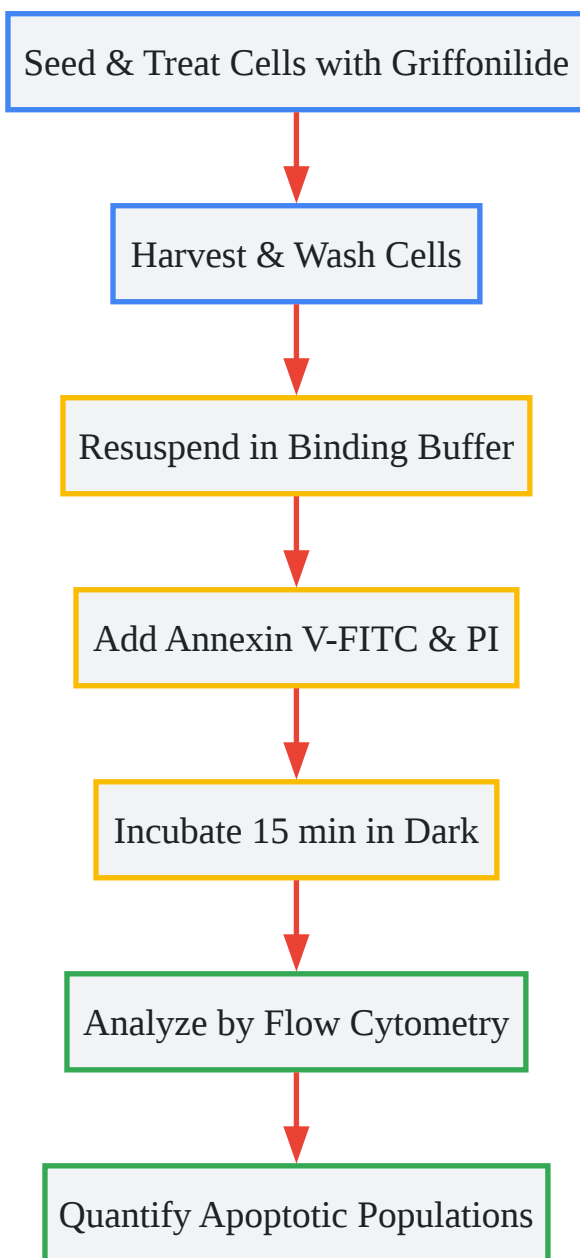 Seed & Treat Cells with Griffonilide
Harvest & Wash Cells
Resuspend in Binding Buffer
Add Annexin V-FITC & PI
Incubate 15 min in Dark
Analyze by Flow Cytometry
Quantify Apoptotic Populations